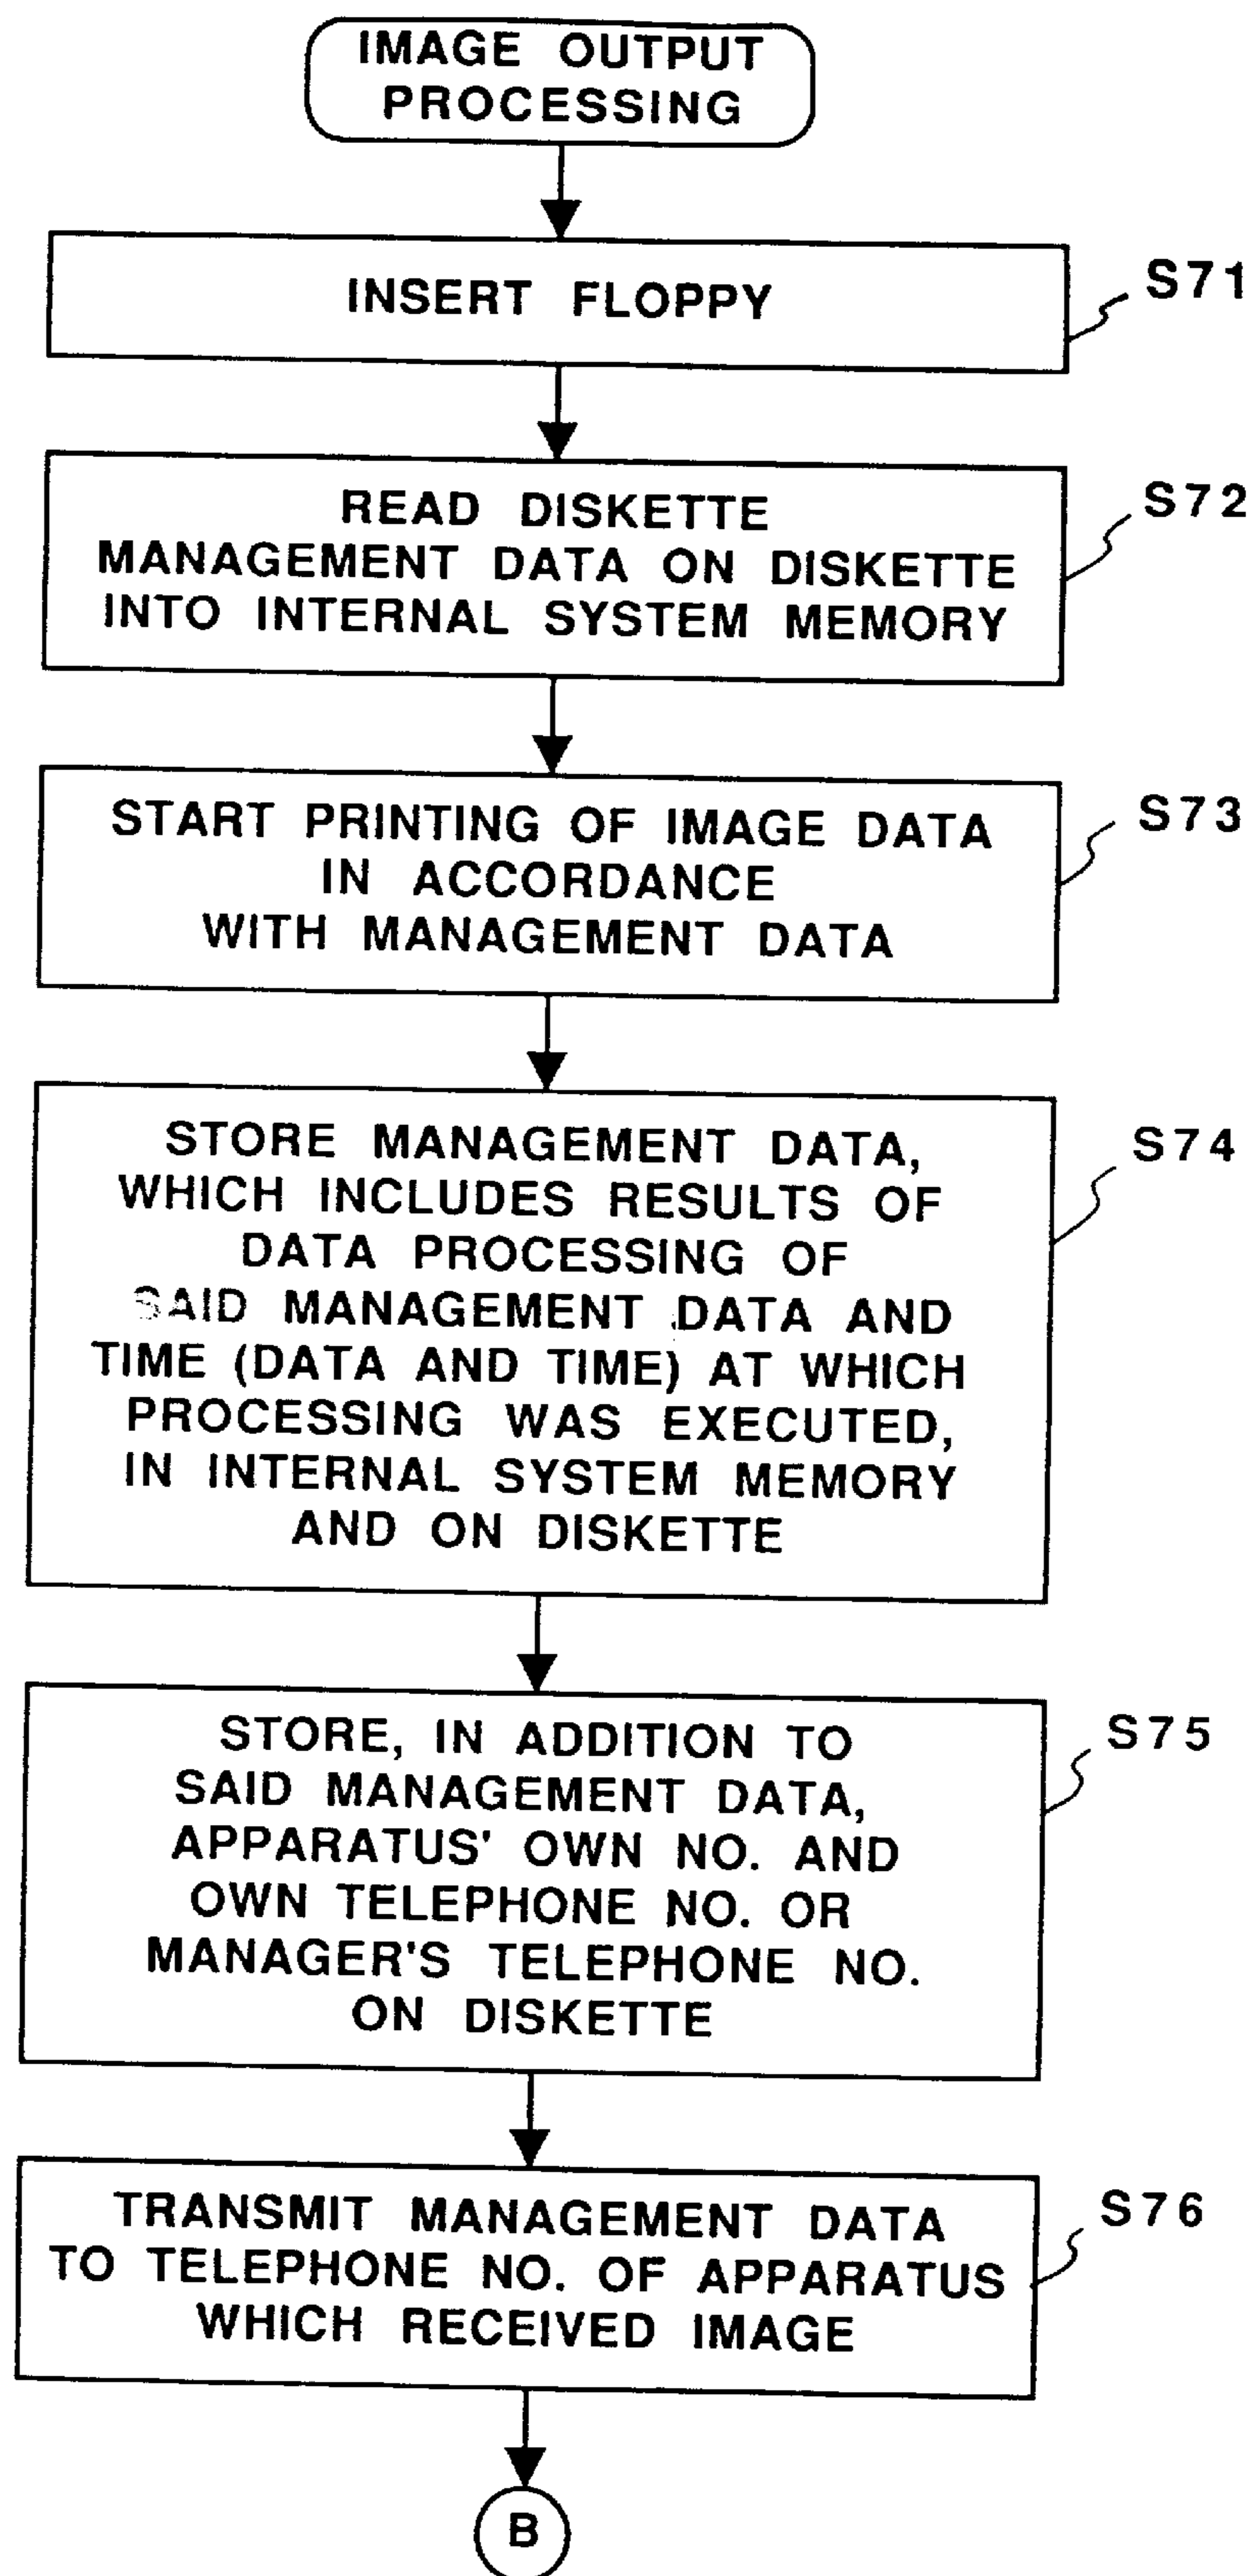 IMAGE OUTPUT
PROCESSING
INSERT FLOPPY
S71
READ DISKETTE
MANAGEMENT DATA ON DISKETTE
INTO INTERNAL SYSTEM MEMORY
S72
START PRINTING OF IMAGE DATA
IN ACCORDANCE
WITH MANAGEMENT DATA
S73
STORE MANAGEMENT DATA,
WHICH INCLUDES RESULTS OF
DATA PROCESSING OF
SAID MANAGEMENT DATA AND
TIME (DATA AND TIME) AT WHICH
PROCESSING WAS EXECUTED,
IN INTERNAL SYSTEM MEMORY
AND ON DISKETTE
S74
STORE, IN ADDITION TO
SAID MANAGEMENT DATA,
APPARATUS' OWN NO. AND
OWN TELEPHONE NO. OR
MANAGER'S TELEPHONE NO.
ON DISKETTE
S75
TRANSMIT MANAGEMENT DATA
TO TELEPHONE NO. OF APPARATUS
WHICH RECEIVED IMAGE
S76
B